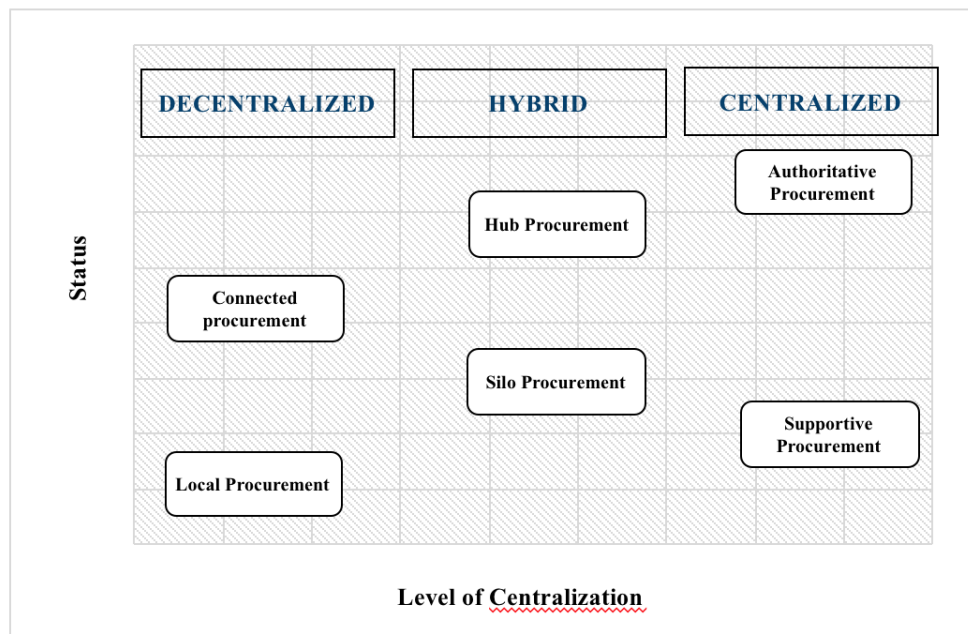 DECENTRALIZED
HYBRID
CENTRALIZED
Authoritative
Procurement
Hub Procurement
Status
Connected
procurement
Silo Procurement
Supportive
Procurement
Local Procurement
Level of Centralization